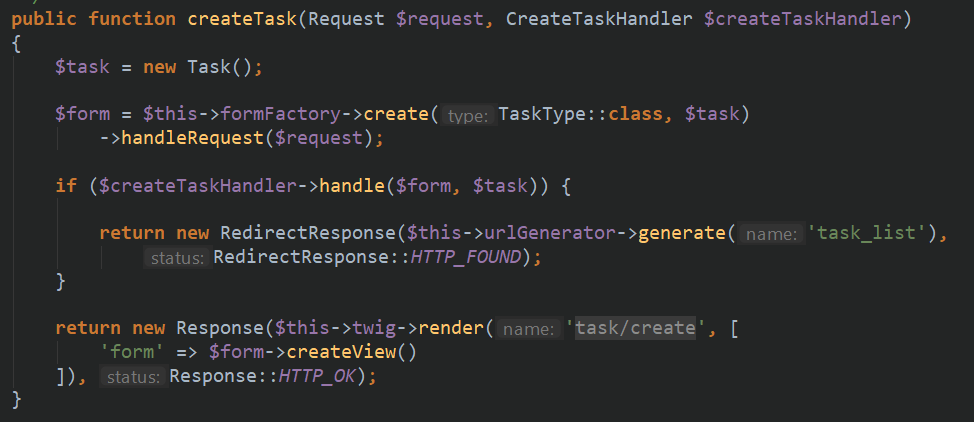 public function createTask(Request $request, CreateTaskHandler $createTaskHandler)
{
    $task = new Task();
    $form = $this->formFactory->create( type: TaskType::class, $task)
        ->handleRequest($request);
    if ($createTaskHandler->handle($form, $task)) {
        return new RedirectResponse($this->urlGenerator->generate( name: 'task_list'),
            status: RedirectResponse::HTTP_FOUND);
    }
    return new Response($this->twig->render( name: 'task/create', [
        'form' => $form->createView()
    ]), status: Response::HTTP_OK);
}